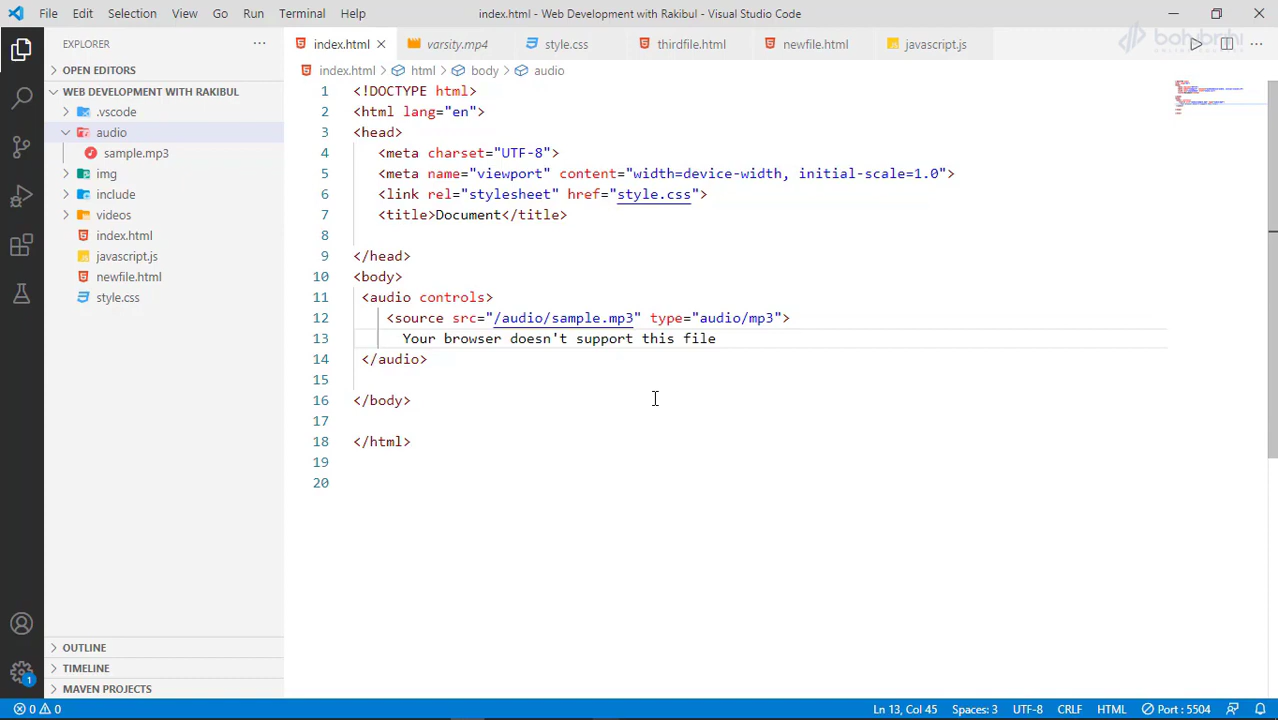 File Edit Selection View Go Run Terminal Help index.html - Web Development with Rakibul - Visual Studio Code
EXPLORER
index.html varsity.mp4 style.css thirdfile.html newfile.html javascript.js
bohubrihi
OPEN EDITORS
index.html > html > body > audio
WEB DEVELOPMENT WITH RAKIBUL
.vscode
audio
sample.mp3
img
include
videos
index.html
javascript.js
newfile.html
style.css
1 <!DOCTYPE html>
2 <html lang="en">
3 <head>
4 <meta charset="UTF-8">
5 <meta name="viewport" content="width=device-width, initial-scale=1.0">
6 <link rel="stylesheet" href="style.css">
7 <title>Document</title>
8
9 </head>
10 <body>
11 <audio controls>
12 <source src="/audio/sample.mp3" type="audio/mp3">
13 Your browser doesn't support this file
14 </audio>
15
16 </body>
17
18 </html>
19
20
OUTLINE
TIMELINE
MAVEN PROJECTS
1
0 0 Ln 13, Col 45 Spaces: 3 UTF-8 CRLF HTML Port : 5504